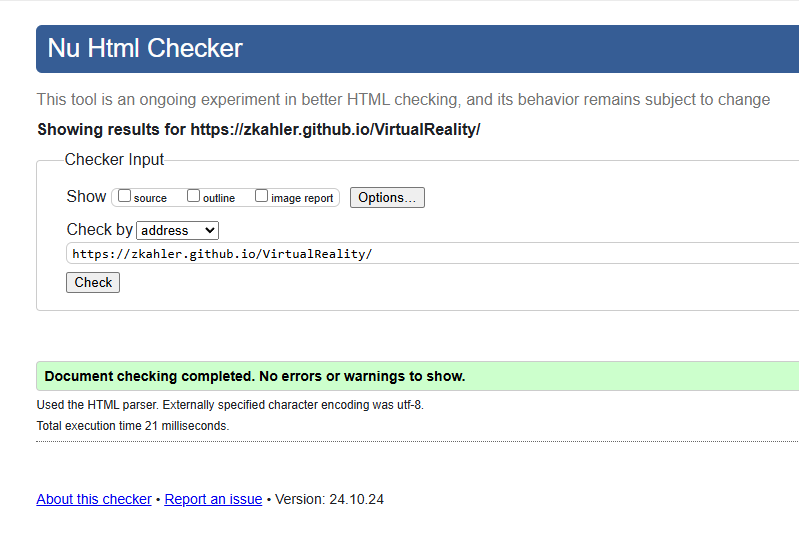 Nu Html Checker
This tool is an ongoing experiment in better HTML checking, and its behavior remains subject to change
Showing results for https://zkahler.github.io/VirtualReality/
Checker Input
Show source outline image report Options...
Check by address
https://zkahler.github.io/VirtualReality/
Check
Document checking completed. No errors or warnings to show.
Used the HTML parser. Externally specified character encoding was utf-8.
Total execution time 21 milliseconds.
About this checker • Report an issue • Version: 24.10.24